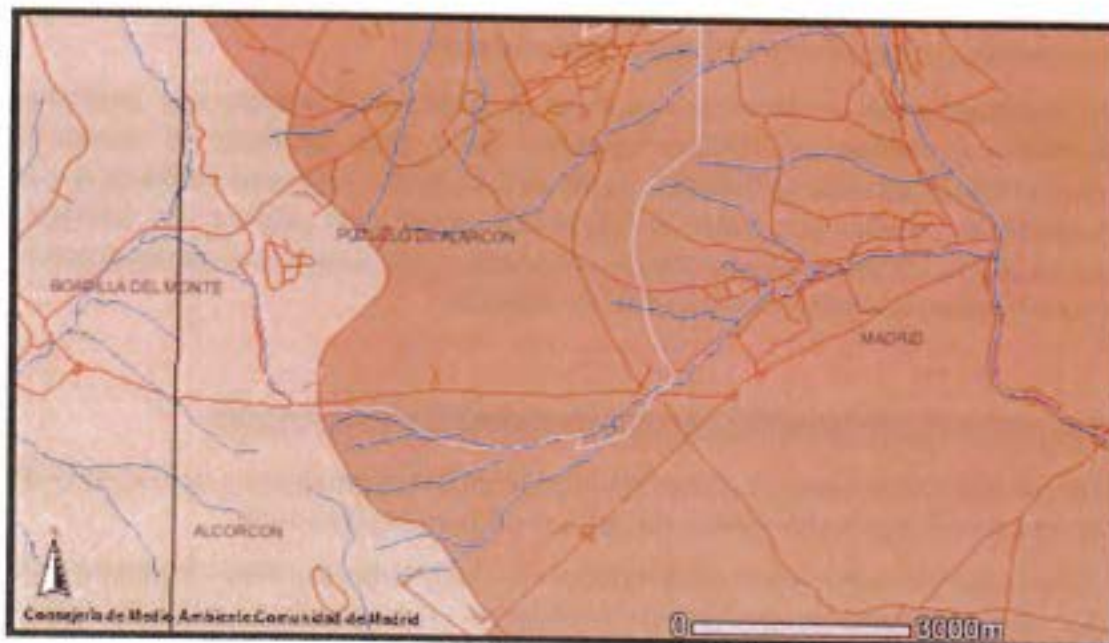 POZUELO DE ALARCON
BOADILLA DEL MONTE
MADRID
ALCORCON
Consejería de Medio Ambiente.Comunidad de Madrid
0 3000m